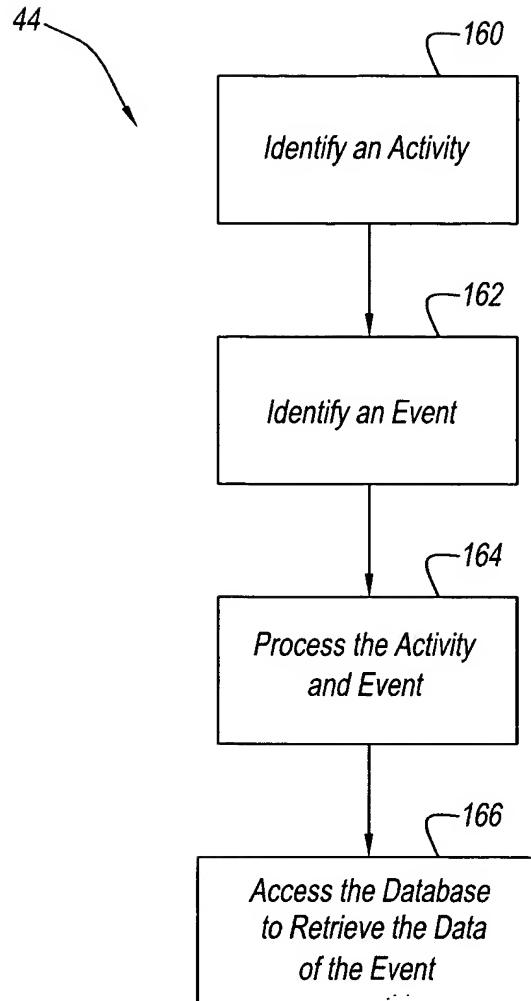 44
160
Identify an Activity
162
Identify an Event
164
Process the Activity
and Event
166
Access the Database
to Retrieve the Data
of the Event